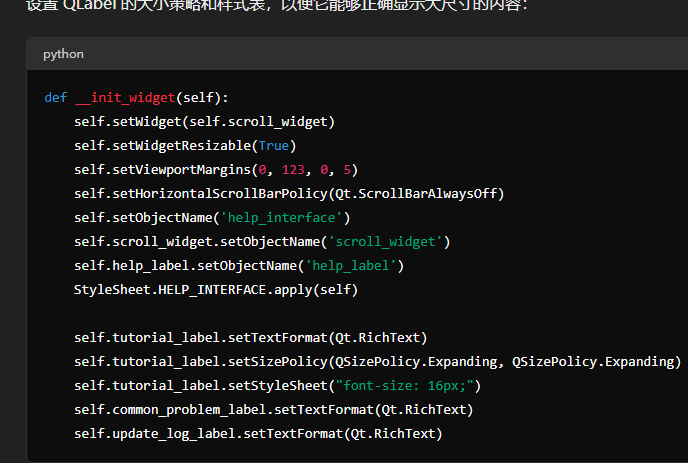 设置 QLabel 的大小策略和样式表，以便它能够正确显示大尺寸的内容：
python
def __init_widget(self):
    self.setWidget(self.scroll_widget)
    self.setWidgetResizable(True)
    self.setViewportMargins(0, 123, 0, 5)
    self.setHorizontalScrollBarPolicy(Qt.ScrollBarAlwaysOff)
    self.setObjectName('help_interface')
    self.scroll_widget.setObjectName('scroll_widget')
    self.help_label.setObjectName('help_label')
    StyleSheet.HELP_INTERFACE.apply(self)
    self.tutorial_label.setTextFormat(Qt.RichText)
    self.tutorial_label.setSizePolicy(QSizePolicy.Expanding, QSizePolicy.Expanding)
    self.tutorial_label.setStyleSheet("font-size: 16px;")
    self.common_problem_label.setTextFormat(Qt.RichText)
    self.update_log_label.setTextFormat(Qt.RichText)